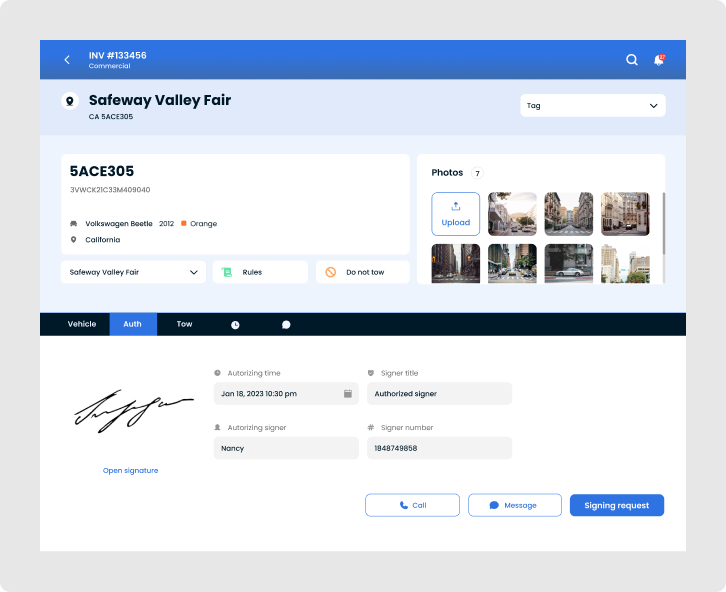 INV #133456
Commercial
Safeway Valley Fair
CA 5ACE305
Tag
5ACE305
3VWCK21C33M409040
Volkswagen Beetle 2012 Orange
California
Safeway Valley Fair
Rules
Do not tow
Photos 7
Upload
Vehicle Auth Tow
Autorizing time
Jan 18, 2023 10:30 pm
Signer title
Authorized signer
Autorizing signer
Nancy
# Signer number
1848749858
Open signature
Call
Message
Signing request